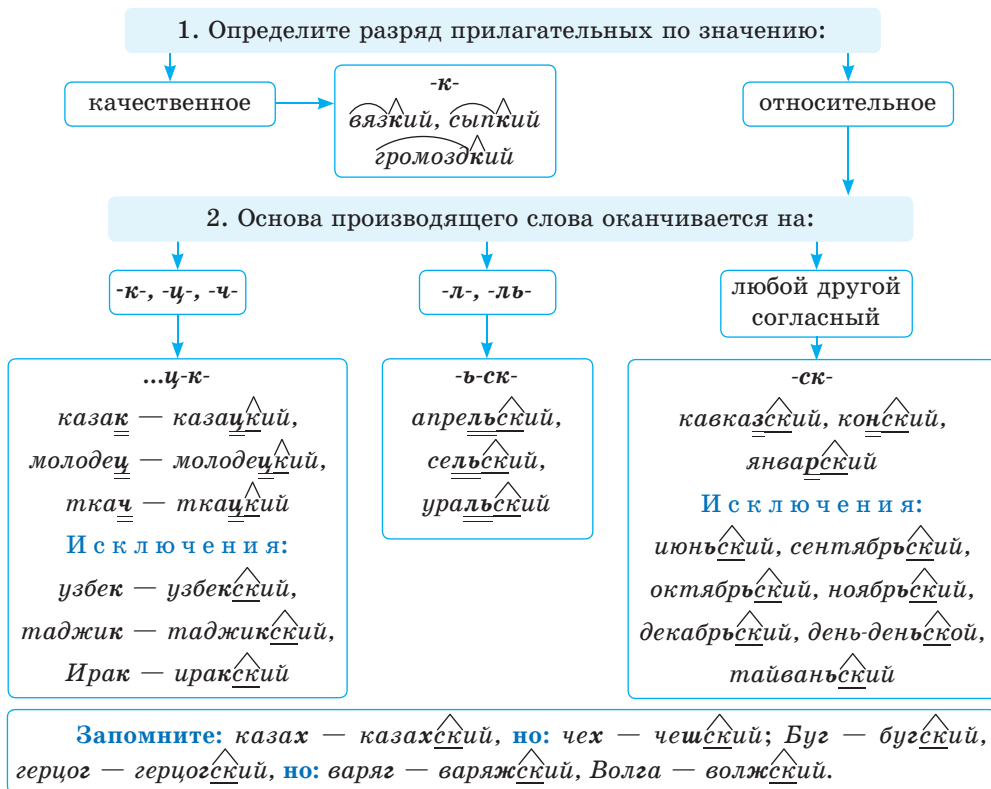 1. Определите разряд прилагательных по значению:
качественное
-к-
вязкий, сыпкий
громоздкий
относительное
2. Основа производящего слова оканчивается на:
-к-, -ц-, -ч-
...ц-к-
казак — казацкий,
молодец — молодецкий,
ткач — ткацкий
Исключения:
узбек — узбекский,
таджик — таджикский,
Ирак — иракский
-л-, -ль-
-ь-ск-
апрельский,
сельский,
уральский
любой другой
согласный
-ск-
кавказский, конский,
январский
Исключения:
июньский, сентябрьский,
октябрьский, ноябрьский,
декабрьский, день-деньской,
тайваньский
Запомните: казах — казахский, но: чех — чешский; Буг — бугский,
герцог — герцогский, но: варяг — варяжский, Волга — волжский.